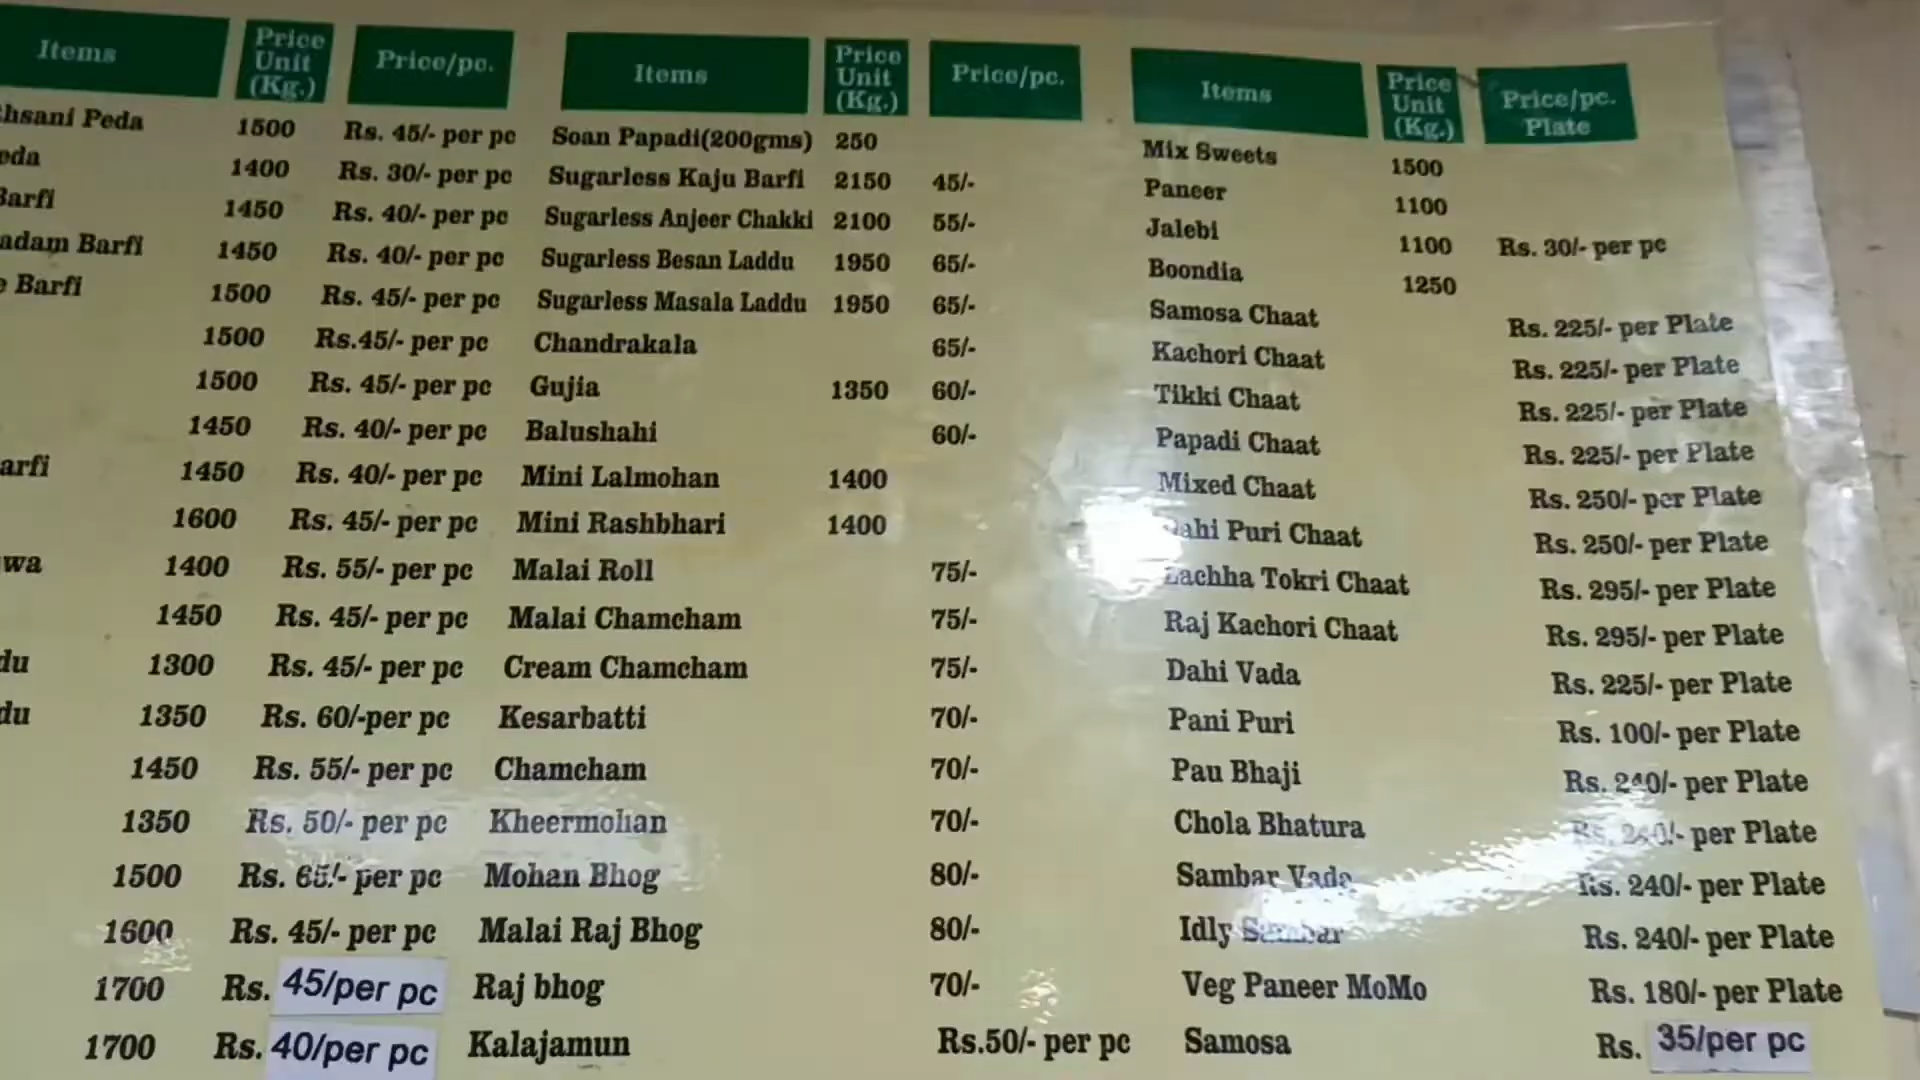 Items Price Unit (Kg.) Price/pc. Items Price Unit (Kg.) Price/pc. Items Price Unit (Kg.) Price/pc. Plate
hsani Peda 1500 Rs. 45/- per pc Soan Papadi(200gms) 250 Mix Sweets 1500
eda 1400 Rs. 30/- per pc Sugarless Kaju Barfi 2150 45/- Paneer 1100
Barfi 1450 Rs. 40/- per pc Sugarless Anjeer Chakki 2100 55/- Jalebi 1100 Rs. 30/- per pc
adam Barfi 1450 Rs. 40/- per pc Sugarless Besan Laddu 1950 65/- Boondia 1250
e Barfi 1500 Rs. 45/- per pc Sugarless Masala Laddu 1950 65/- Samosa Chaat Rs. 225/- per Plate
1500 Rs.45/- per pc Chandrakala 65/- Kachori Chaat Rs. 225/- per Plate
1500 Rs. 45/- per pc Gujia 1350 60/- Tikki Chaat Rs. 225/- per Plate
1450 Rs. 40/- per pc Balushahi 60/- Papadi Chaat Rs. 225/- per Plate
arfi 1450 Rs. 40/- per pc Mini Lalmohan 1400 Mixed Chaat Rs. 250/- per Plate
1600 Rs. 45/- per pc Mini Rashbhari 1400 Dahi Puri Chaat Rs. 250/- per Plate
wa 1400 Rs. 55/- per pc Malai Roll 75/- Lachha Tokri Chaat Rs. 295/- per Plate
1450 Rs. 45/- per pc Malai Chamcham 75/- Raj Kachori Chaat Rs. 295/- per Plate
du 1300 Rs. 45/- per pc Cream Chamcham 75/- Dahi Vada Rs. 225/- per Plate
du 1350 Rs. 60/-per pc Kesarbatti 70/- Pani Puri Rs. 100/- per Plate
1450 Rs. 55/- per pc Chamcham 70/- Pau Bhaji Rs. 240/- per Plate
1350 Rs. 50/- per pc Kheermohan 70/- Chola Bhatura Rs. 240/- per Plate
1500 Rs. 65/- per pc Mohan Bhog 80/- Sambar Vada Rs. 240/- per Plate
1600 Rs. 45/- per pc Malai Raj Bhog 80/- Idly Sambar Rs. 240/- per Plate
1700 Rs. 45/per pc Raj bhog 70/- Veg Paneer MoMo Rs. 180/- per Plate
1700 Rs. 40/per pc Kalajamun Rs.50/- per pc Samosa Rs. 35/per pc